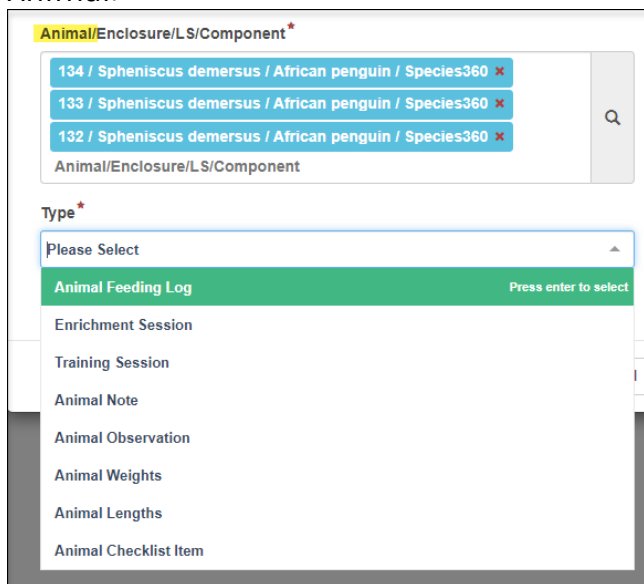 Animal/Enclosure/LS/Component*
134 / Spheniscus demersus / African penguin / Species360 ×
133 / Spheniscus demersus / African penguin / Species360 ×
132 / Spheniscus demersus / African penguin / Species360 ×
Animal/Enclosure/LS/Component
Type*
Please Select
Animal Feeding Log Press enter to select
Enrichment Session
Training Session
Animal Note
Animal Observation
Animal Weights
Animal Lengths
Animal Checklist Item